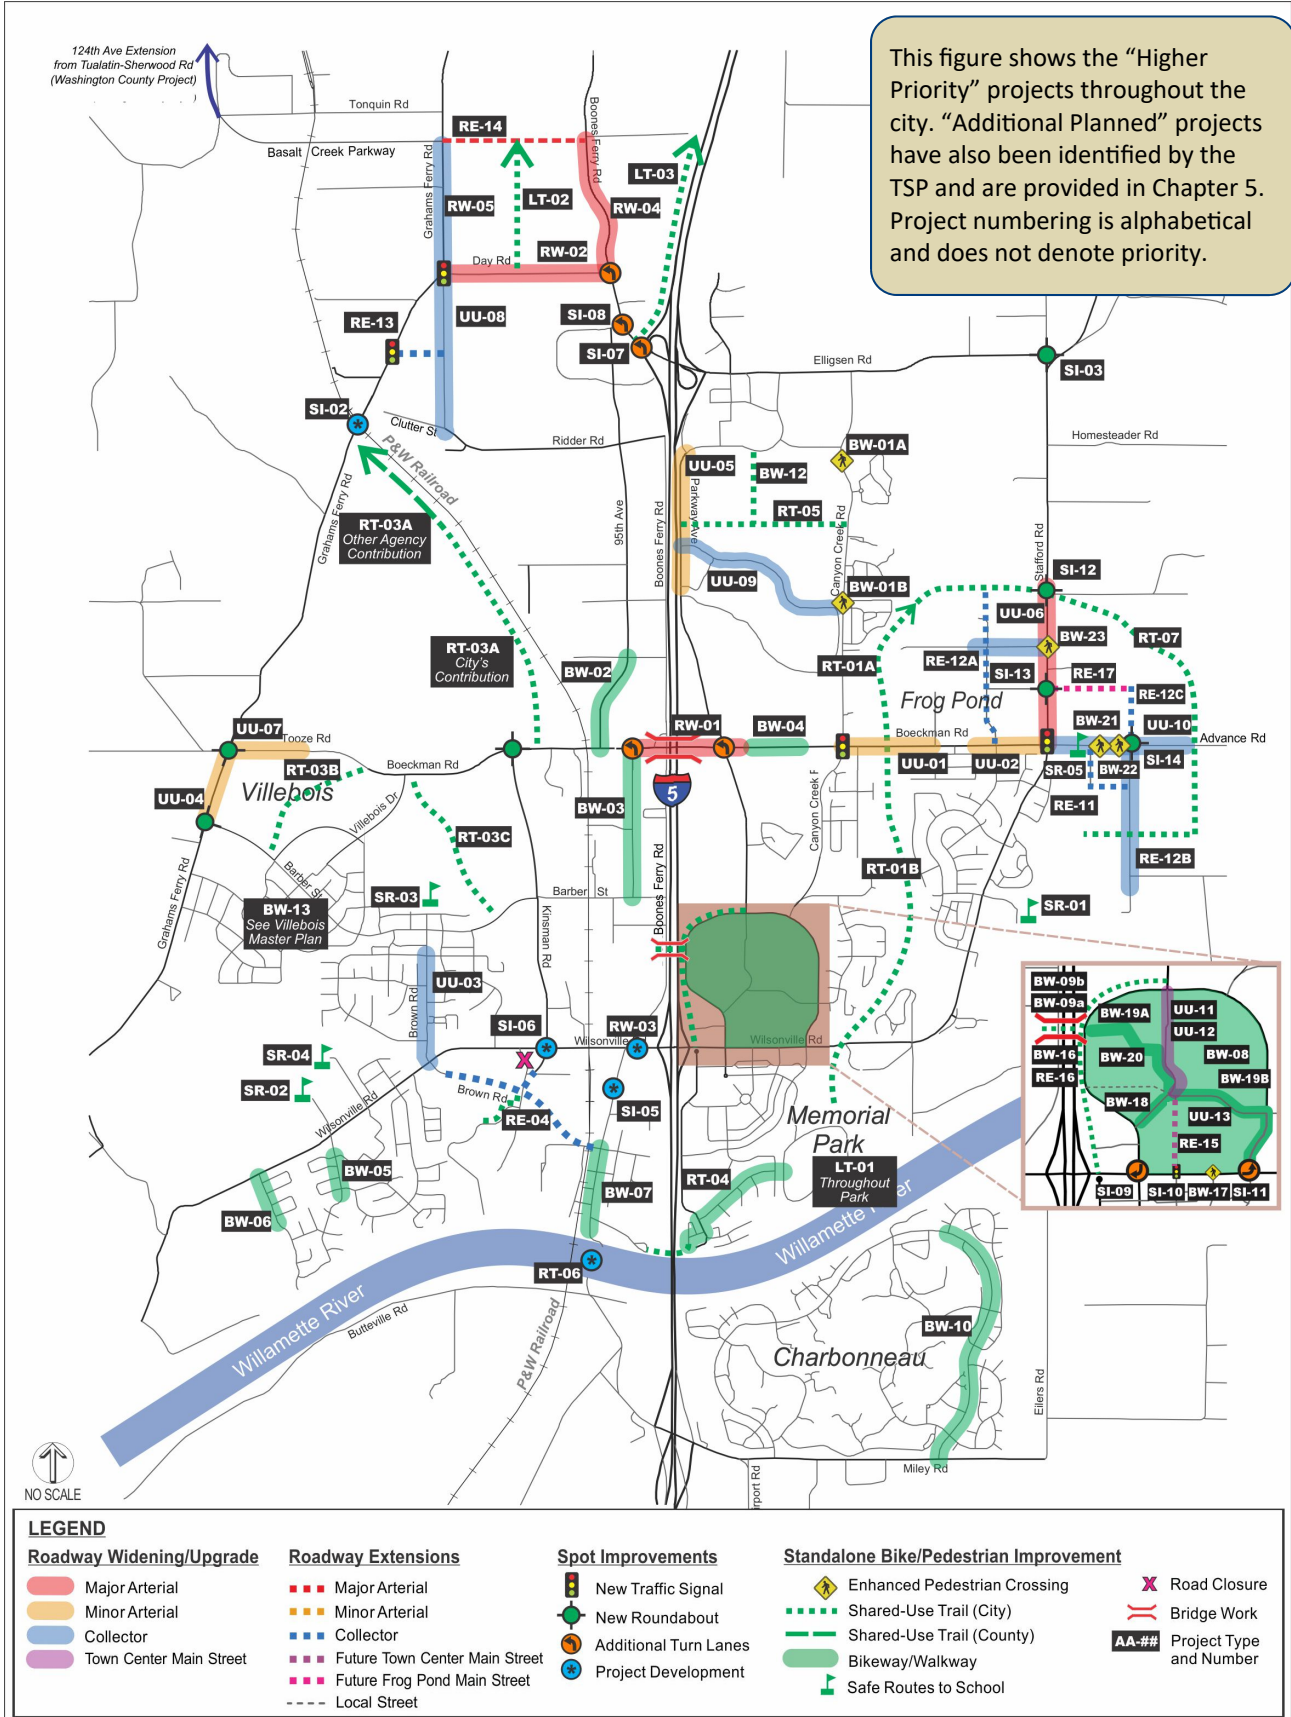 124th Ave Extension
from Tualatin-Sherwood Rd
(Washington County Project)
This figure shows the “Higher
Priority” projects throughout the
city. “Additional Planned” projects
have also been identified by the
TSP and are provided in Chapter 5.
Project numbering is alphabetical
and does not denote priority.
Tonquin Rd
RE-14
Basalt Creek Parkway
Boones Ferry Rd
Grahams Ferry Rd
LT-03
RW-05
LT-02
RW-04
RW-02
Day Rd
UU-08
SI-08
RE-13
SI-07
Elligsen Rd
SI-03
SI-02
Clutter St
Ridder Rd
P&W Railroad
BW-01A
Homesteader Rd
UU-05
BW-12
Parkway Ave
RT-05
95th Ave
Boones Ferry Rd
Canyon Creek Rd
Grahams Ferry Rd
RT-03A
Other Agency
Contribution
Stafford Rd
SI-12
UU-09
BW-01B
UU-06
BW-23
RT-07
RT-03A
City's
Contribution
BW-02
RT-01A
RE-12A
SI-13
RE-17
RE-12C
Frog Pond
UU-07
Tooze Rd
RW-01
BW-04
Boeckman Rd
BW-21
UU-10
Advance Rd
RT-03B
Boeckman Rd
UU-01
UU-02
SR-05
BW-22
SI-14
Villebois
UU-04
5
RE-11
BW-03
Villebois Dr
RT-03C
Canyon Creek F
RE-12B
RT-01B
Barber St
Boones Ferry Rd
SR-03
Barber St
SR-01
Grahams Ferry Rd
BW-13
See Villebois
Master Plan
Kinsman Rd
UU-03
Brown Rd
SI-06
RW-03
Wilsonville Rd
Wilsonville Rd
SR-04
SR-02
Brown Rd
SI-05
RE-04
Wilsonville Rd
BW-09b
BW-09a
BW-19A
UU-11
UU-12
BW-16
BW-20
BW-08
RE-16
BW-19B
BW-18
UU-13
RE-15
SI-09
SI-10
BW-17
SI-11
Memorial
Park
LT-01
Throughout
Park
BW-05
BW-06
BW-07
RT-04
Willamette River
RT-06
Willamette River
Butteville Rd
P&W Railroad
BW-10
Charbonneau
Eilers Rd
Miley Rd
irport Rd
NO SCALE
LEGEND
Roadway Widening/Upgrade
Major Arterial
Minor Arterial
Collector
Town Center Main Street
Roadway Extensions
Major Arterial
Minor Arterial
Collector
Future Town Center Main Street
Future Frog Pond Main Street
Local Street
Spot Improvements
New Traffic Signal
New Roundabout
Additional Turn Lanes
Project Development
Standalone Bike/Pedestrian Improvement
Enhanced Pedestrian Crossing
Shared-Use Trail (City)
Shared-Use Trail (County)
Bikeway/Walkway
Safe Routes to School
X Road Closure
Bridge Work
AA-## Project Type
and Number